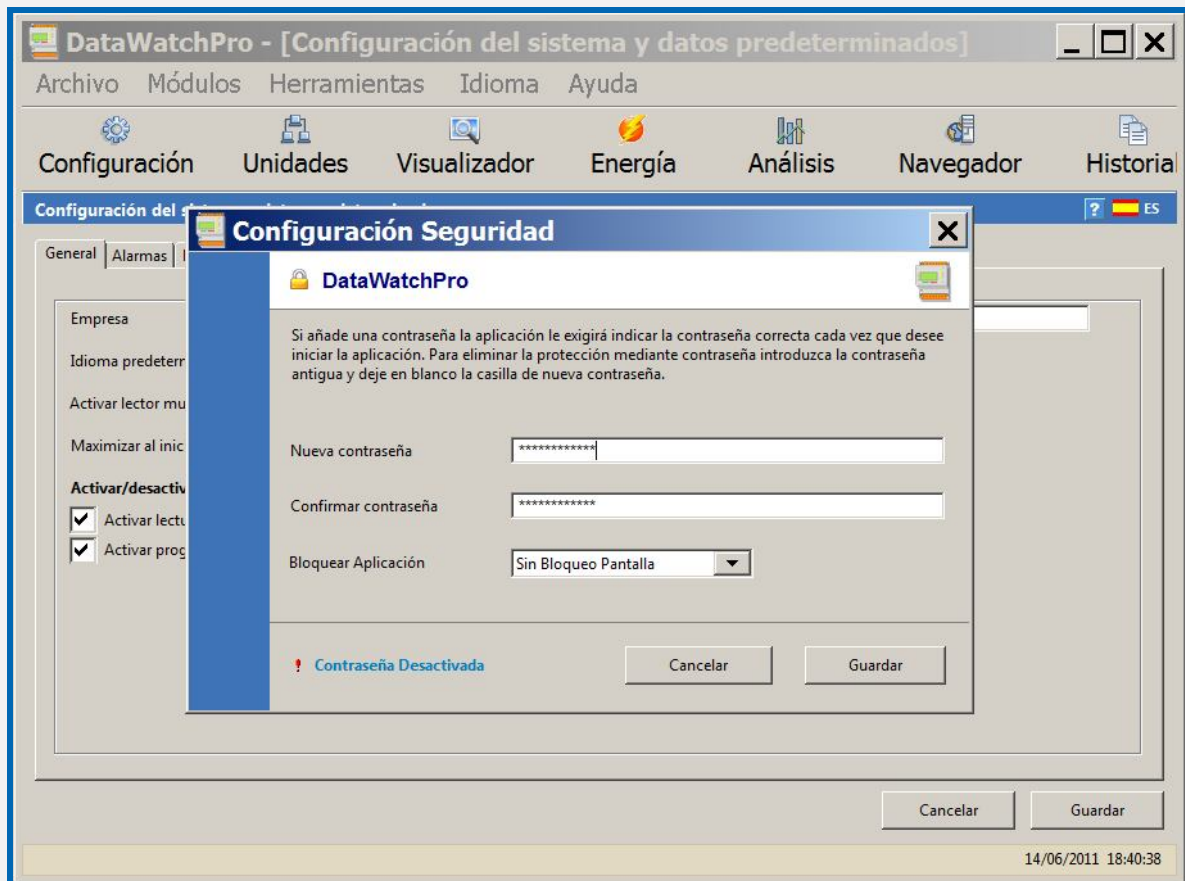 DataWatchPro - [Configuración del sistema y datos predeterminados]
Archivo Módulos Herramientas Idioma Ayuda
Configuración Unidades Visualizador Energía Análisis Navegador Historial
Configuración del
? ES
Configuración Seguridad
General Alarmas
DataWatchPro
Si añade una contraseña la aplicación le exigirá indicar la contraseña correcta cada vez que desee
iniciar la aplicación. Para eliminar la protección mediante contraseña introduzca la contraseña
antigua y deje en blanco la casilla de nueva contraseña.
Empresa
Idioma predeterr
Activar lector mu
Maximizar al inic
Activar/desactiv
Activar lectu
Activar prog
Nueva contraseña ************
Confirmar contraseña ************
Bloquear Aplicación Sin Bloqueo Pantalla
! Contraseña Desactivada Cancelar Guardar
Cancelar Guardar
14/06/2011 18:40:38